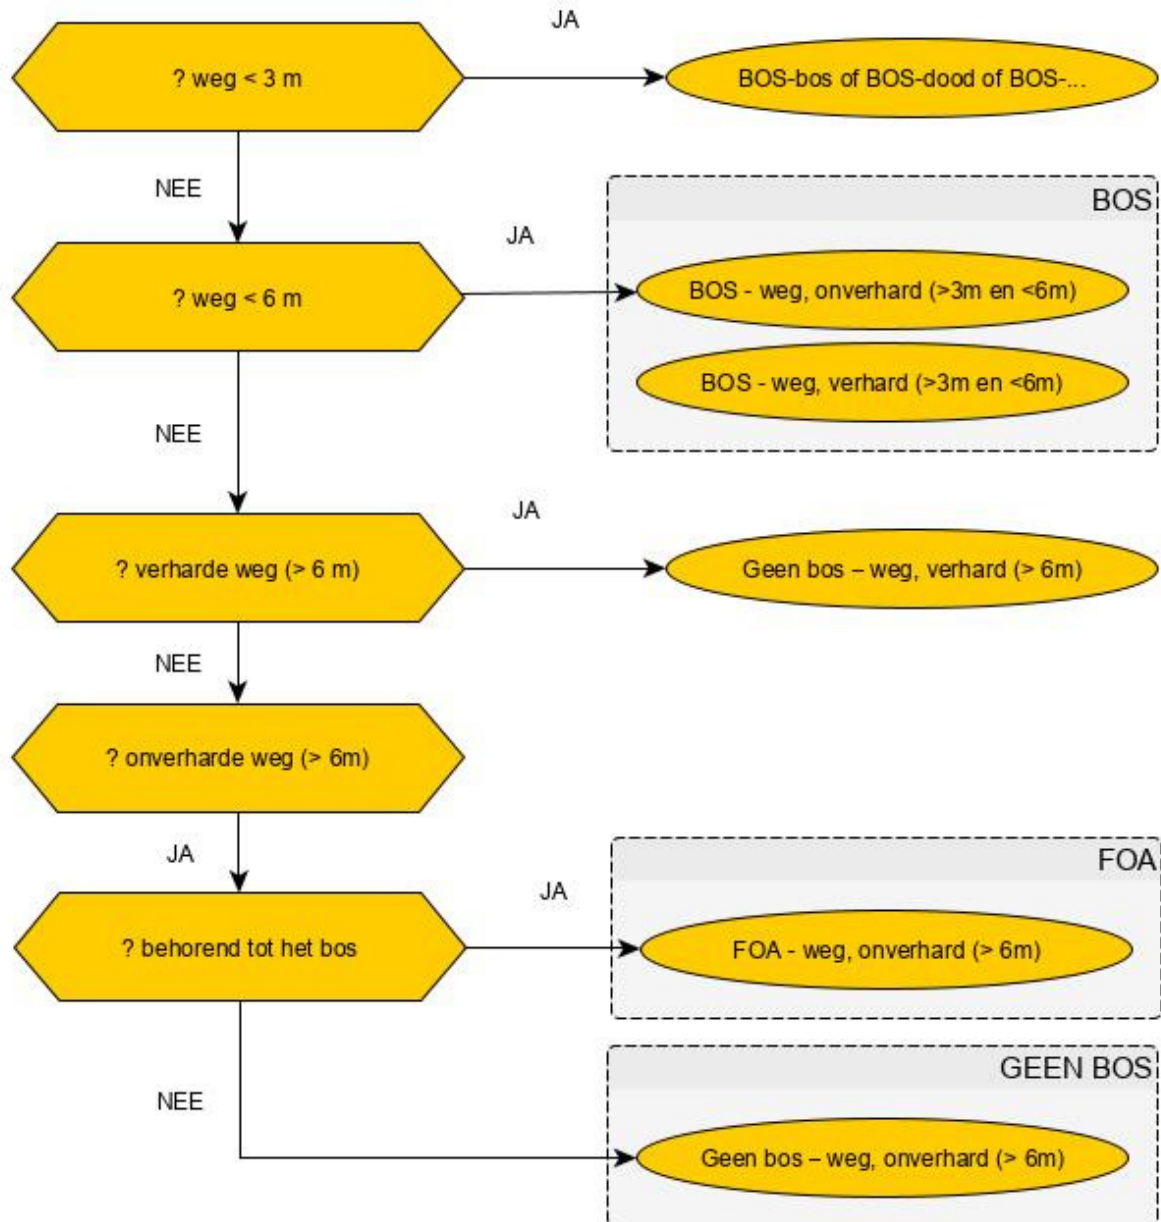 JA
? weg < 3 m
BOS-bos of BOS-dood of BOS-...
NEE
BOS
JA
? weg < 6 m
BOS - weg, onverhard (>3m en <6m)
BOS - weg, verhard (>3m en <6m)
NEE
JA
? verharde weg (> 6 m)
Geen bos – weg, verhard (> 6m)
NEE
? onverharde weg (> 6m)
JA
FOA
JA
? behorend tot het bos
FOA - weg, onverhard (> 6m)
GEEN BOS
NEE
Geen bos – weg, onverhard (> 6m)